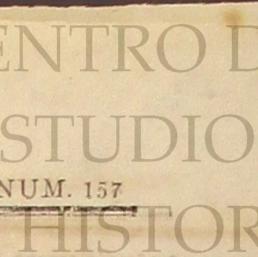 ENTRO D
STUDIO
NUM. 157
HISTOR